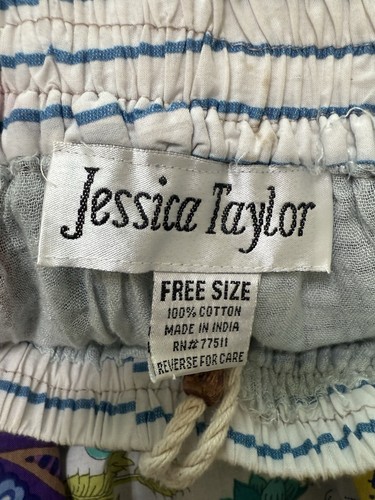 Jessica Taylor
FREE SIZE
100% COTTON
MADE IN INDIA
RN# 77511
REVERSE FOR CARE